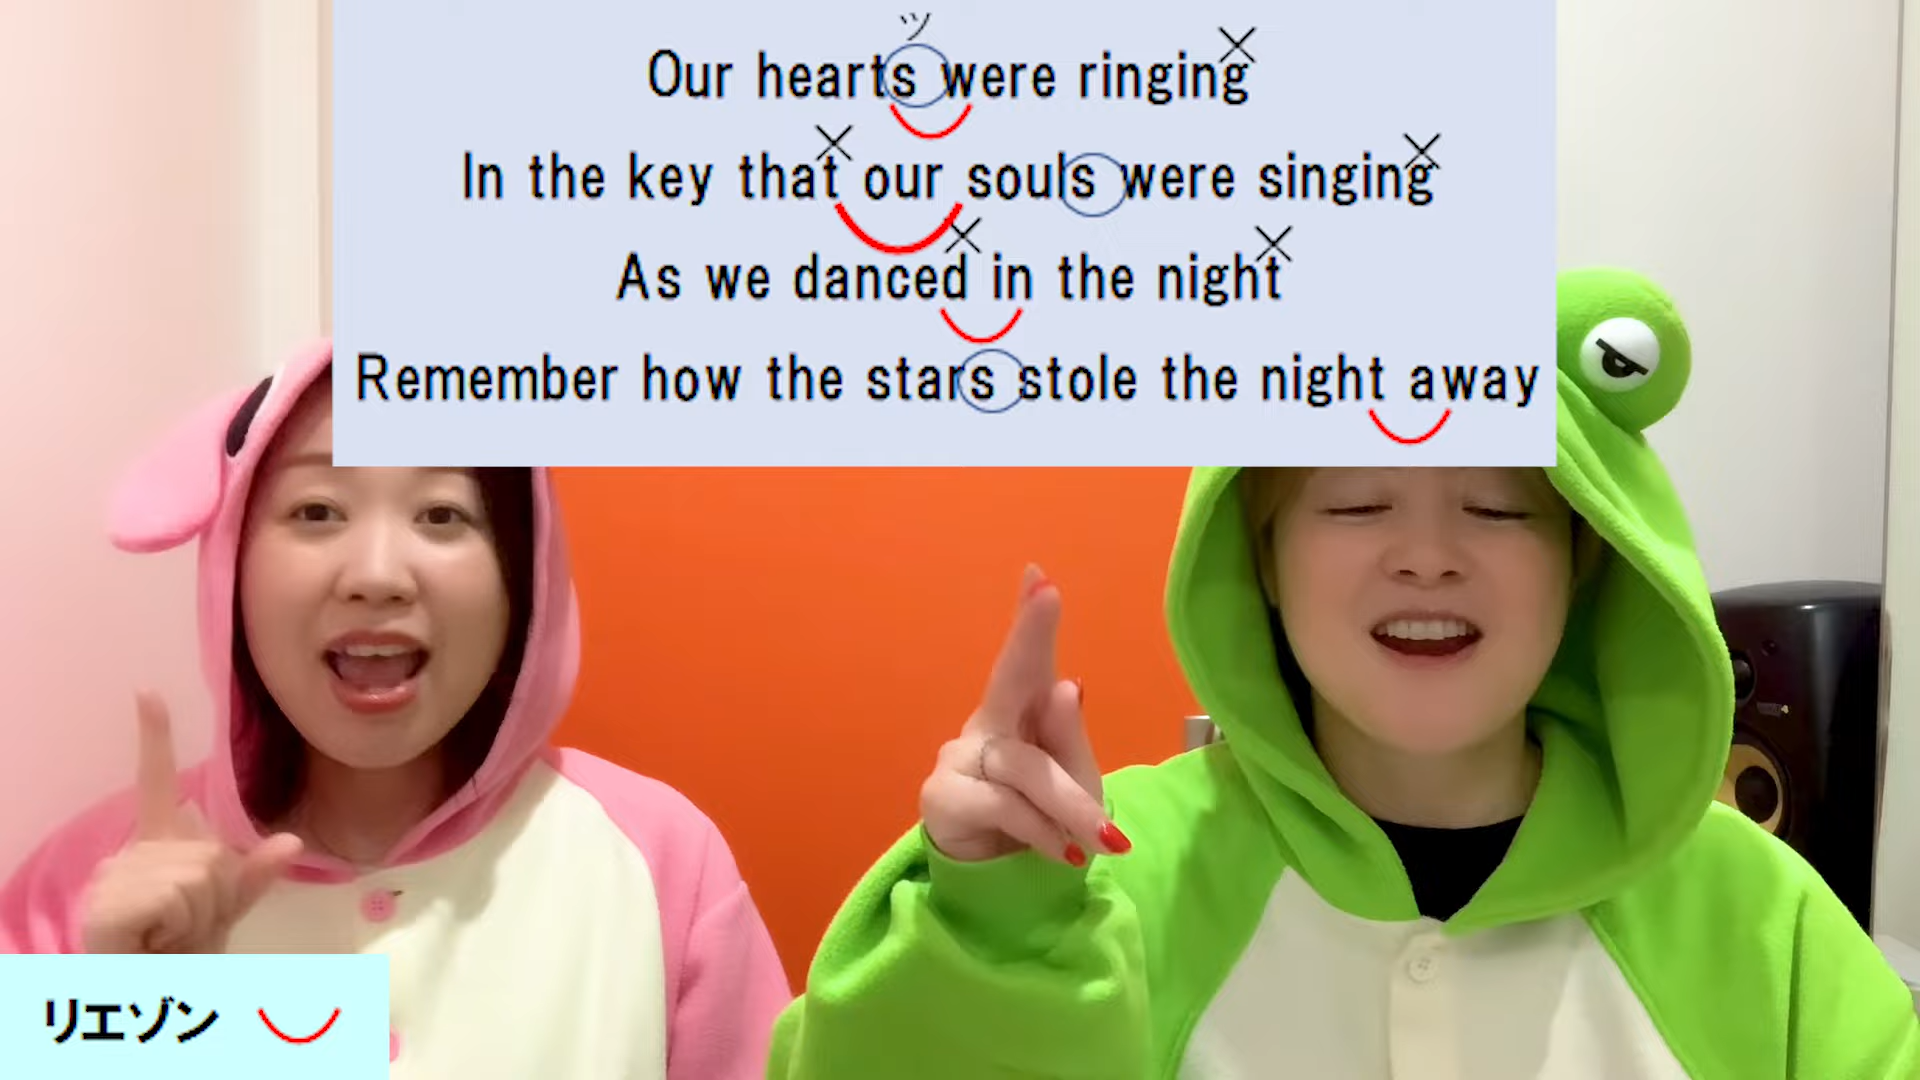 ツ
Our hearts were ringing
In the key that our souls were singing
As we danced in the night
Remember how the stars stole the night away
リエゾン